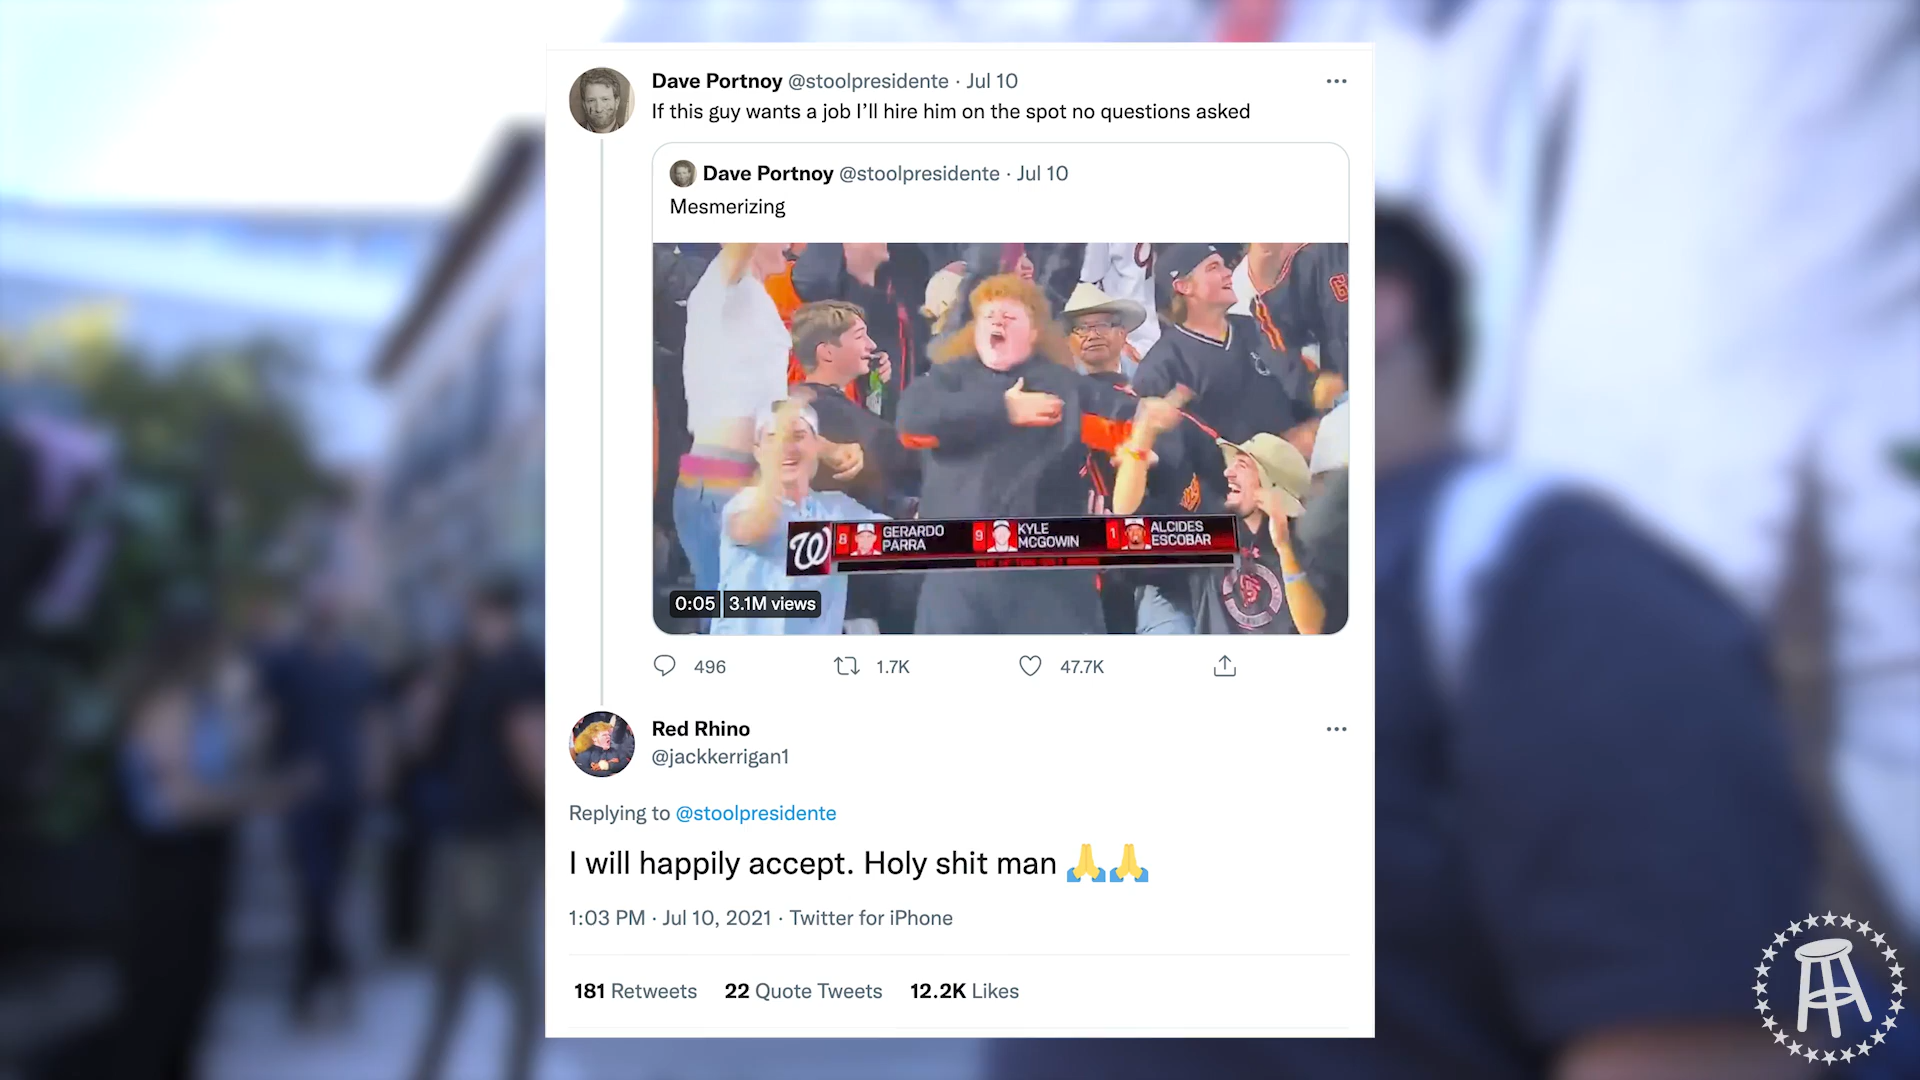 Dave Portnoy @stoolpresidente · Jul 10
If this guy wants a job I'll hire him on the spot no questions asked
Dave Portnoy @stoolpresidente · Jul 10
Mesmerizing
W 8 GERARDO PARRA 9 KYLE MCGOWIN 1 ALCIDES ESCOBAR
0:05 3.1M views
496 1.7K 47.7K
Red Rhino
@jackkerrigan1
Replying to @stoolpresidente
I will happily accept. Holy shit man 🙏🙏
1:03 PM · Jul 10, 2021 · Twitter for iPhone
181 Retweets 22 Quote Tweets 12.2K Likes